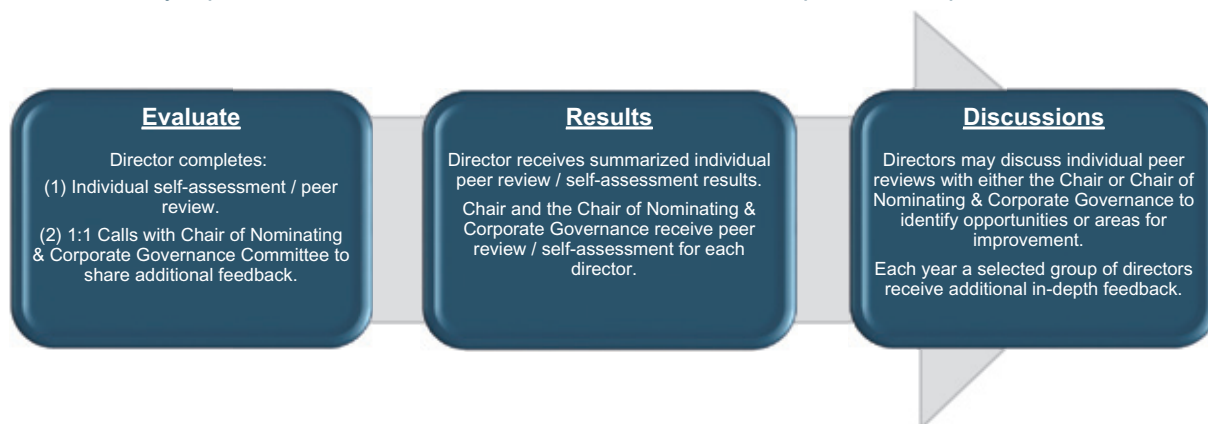 Evaluate
Director completes:
(1) Individual self-assessment / peer
review.
(2) 1:1 Calls with Chair of Nominating
& Corporate Governance Committee to
share additional feedback.
Results
Director receives summarized individual
peer review / self-assessment results.
Chair and the Chair of Nominating &
Corporate Governance receive peer
review / self-assessment for each
director.
Discussions
Directors may discuss individual peer
reviews with either the Chair or Chair of
Nominating & Corporate Governance to
identify opportunities or areas for
improvement.
Each year a selected group of directors
receive additional in-depth feedback.